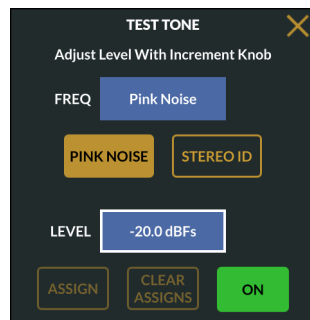 TEST TONE
Adjust Level With Increment Knob
FREQ Pink Noise
PINK NOISE STEREO ID
LEVEL -20.0 dBFs
ASSIGN CLEAR ASSIGNS ON